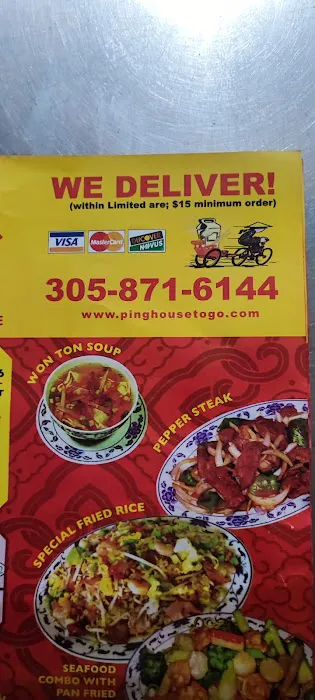 WE DELIVER!
(within Limited are; $15 minimum order)
VISA MasterCard DISCOVER NOVUS
305-871-6144
www.pinghousetogo.com
WON TON SOUP
PEPPER STEAK
SPECIAL FRIED RICE
SEAFOOD
COMBO WITH
PAN FRIED